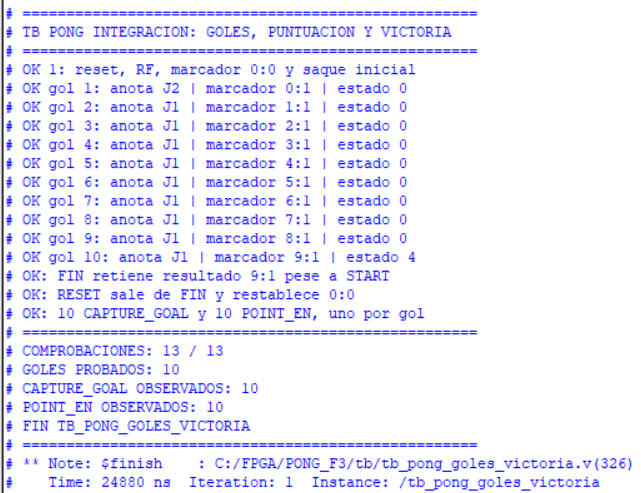 # ==================================================
# TB PONG INTEGRACION: GOLES, PUNTUACION Y VICTORIA
# ==================================================
# OK 1: reset, RF, marcador 0:0 y saque inicial
# OK gol 1: anota J2 | marcador 0:1 | estado 0
# OK gol 2: anota J1 | marcador 1:1 | estado 0
# OK gol 3: anota J1 | marcador 2:1 | estado 0
# OK gol 4: anota J1 | marcador 3:1 | estado 0
# OK gol 5: anota J1 | marcador 4:1 | estado 0
# OK gol 6: anota J1 | marcador 5:1 | estado 0
# OK gol 7: anota J1 | marcador 6:1 | estado 0
# OK gol 8: anota J1 | marcador 7:1 | estado 0
# OK gol 9: anota J1 | marcador 8:1 | estado 0
# OK gol 10: anota J1 | marcador 9:1 | estado 4
# OK: FIN retiene resultado 9:1 pese a START
# OK: RESET sale de FIN y restablece 0:0
# OK: 10 CAPTURE_GOAL y 10 POINT_EN, uno por gol
# ==================================================
# COMPROBACIONES: 13 / 13
# GOLES PROBADOS: 10
# CAPTURE_GOAL OBSERVADOS: 10
# POINT_EN OBSERVADOS: 10
# FIN TB_PONG_GOLES_VICTORIA
# ==================================================
# ** Note: $finish    : C:/FPGA/PONG_F3/tb/tb_pong_goles_victoria.v(326)
#    Time: 24880 ns  Iteration: 1  Instance: /tb_pong_goles_victoria